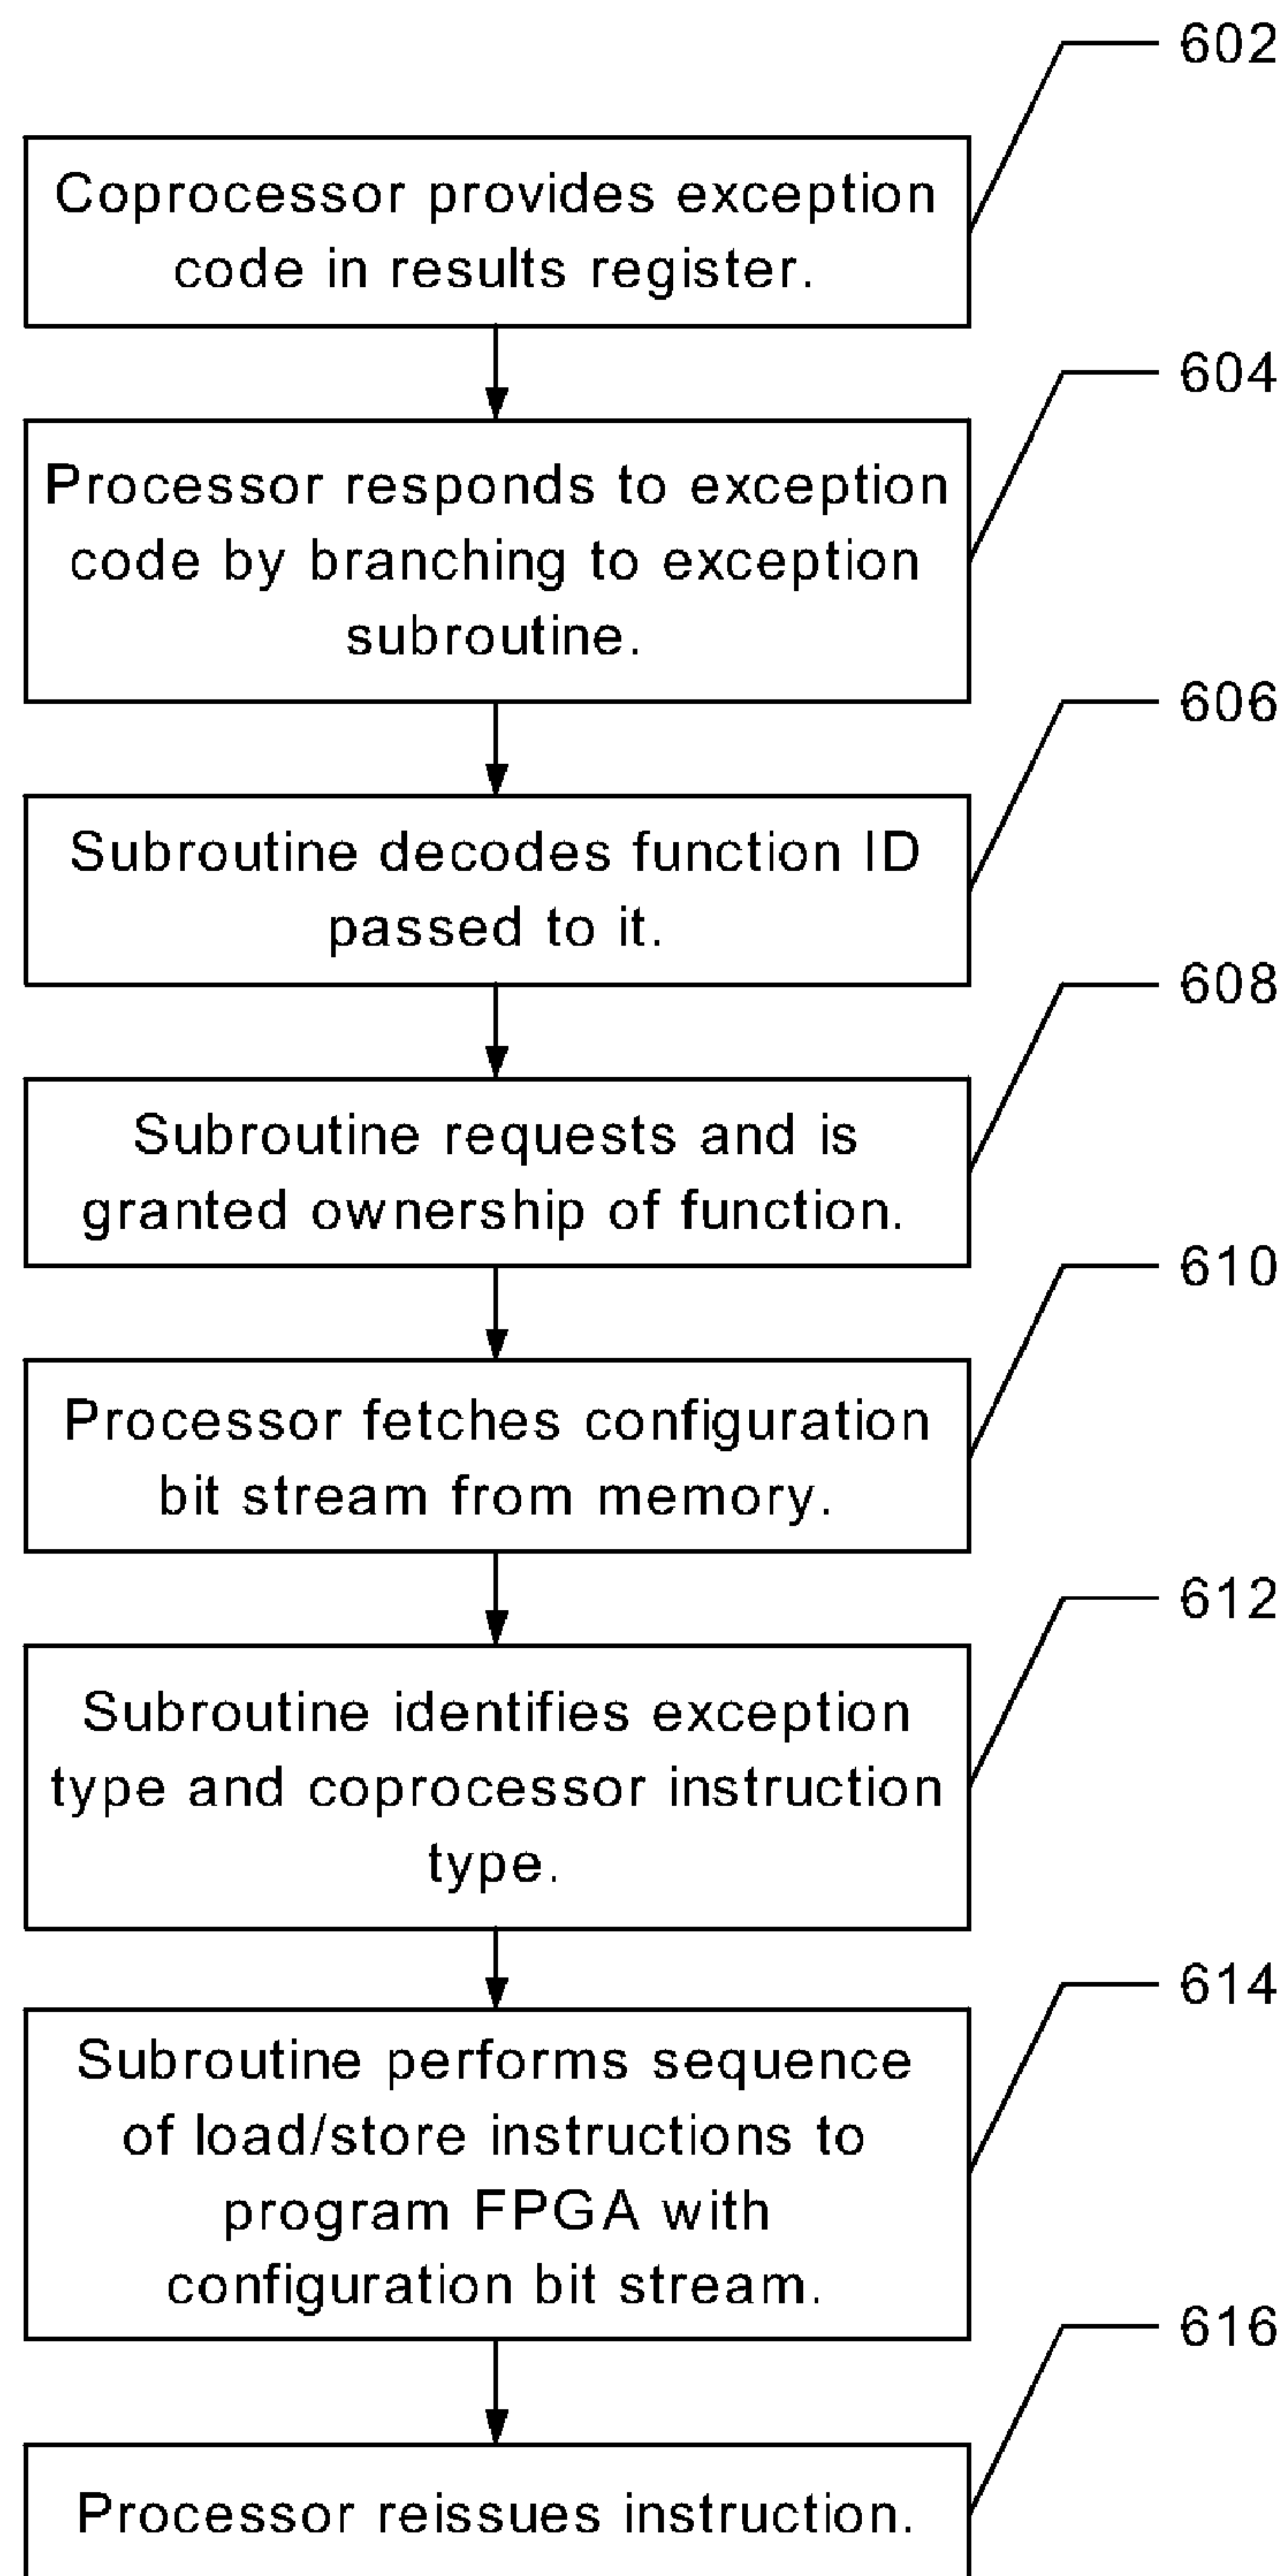 602
Coprocessor provides exception
code in results register.
604
Processor responds to exception
code by branching to exception
subroutine.
606
Subroutine decodes function ID
passed to it.
608
Subroutine requests and is
granted ownership of function.
610
Processor fetches configuration
bit stream from memory.
612
Subroutine identifies exception
type and coprocessor instruction
type.
614
Subroutine performs sequence
of load/store instructions to
program FPGA with
configuration bit stream.
616
Processor reissues instruction.